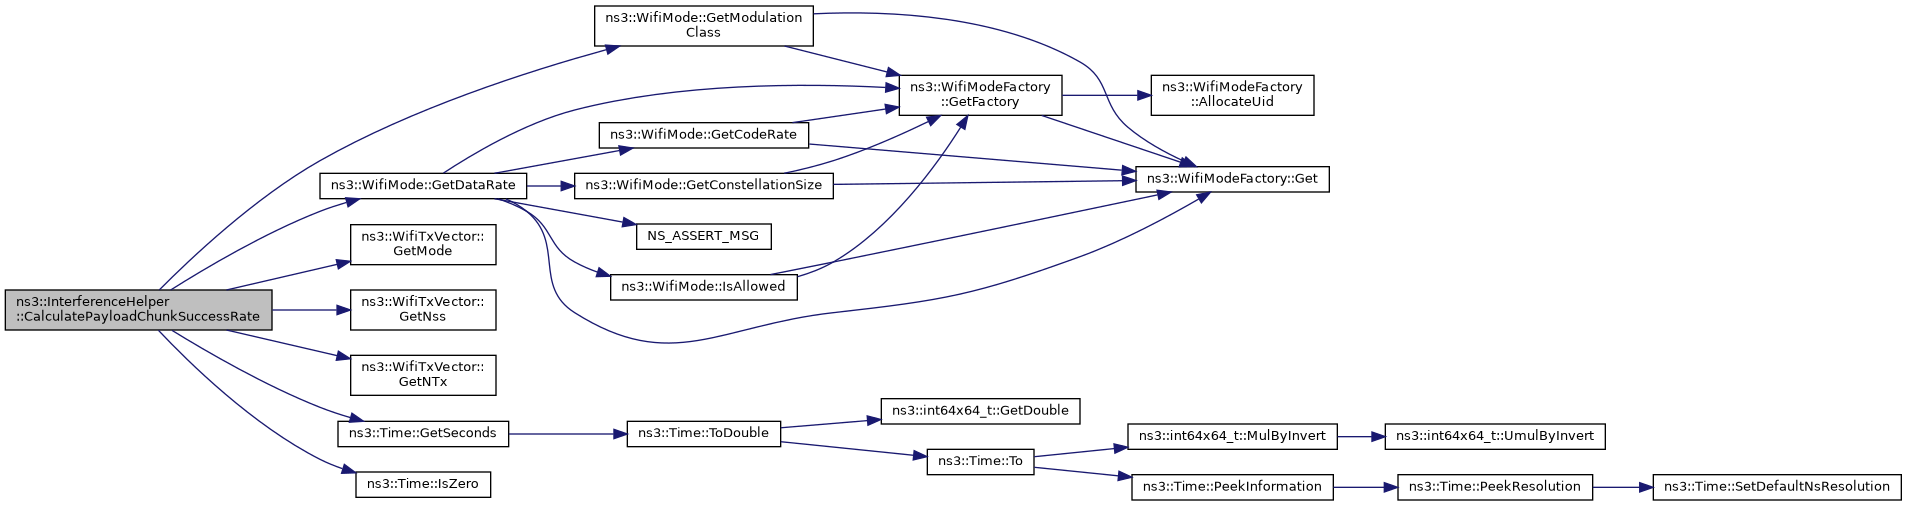 ns3::WifiMode::GetModulation
Class
ns3::WifiModeFactory
::GetFactory
ns3::WifiModeFactory
::AllocateUid
ns3::WifiMode::GetCodeRate
ns3::WifiMode::GetDataRate
ns3::WifiMode::GetConstellationSize
ns3::WifiModeFactory::Get
ns3::WifiTxVector::
GetMode
NS_ASSERT_MSG
ns3::WifiMode::IsAllowed
ns3::InterferenceHelper
::CalculatePayloadChunkSuccessRate
ns3::WifiTxVector::
GetNss
ns3::WifiTxVector::
GetNTx
ns3::Time::GetSeconds
ns3::Time::ToDouble
ns3::int64x64_t::GetDouble
ns3::Time::To
ns3::int64x64_t::MulByInvert
ns3::int64x64_t::UmulByInvert
ns3::Time::IsZero
ns3::Time::PeekInformation
ns3::Time::PeekResolution
ns3::Time::SetDefaultNsResolution